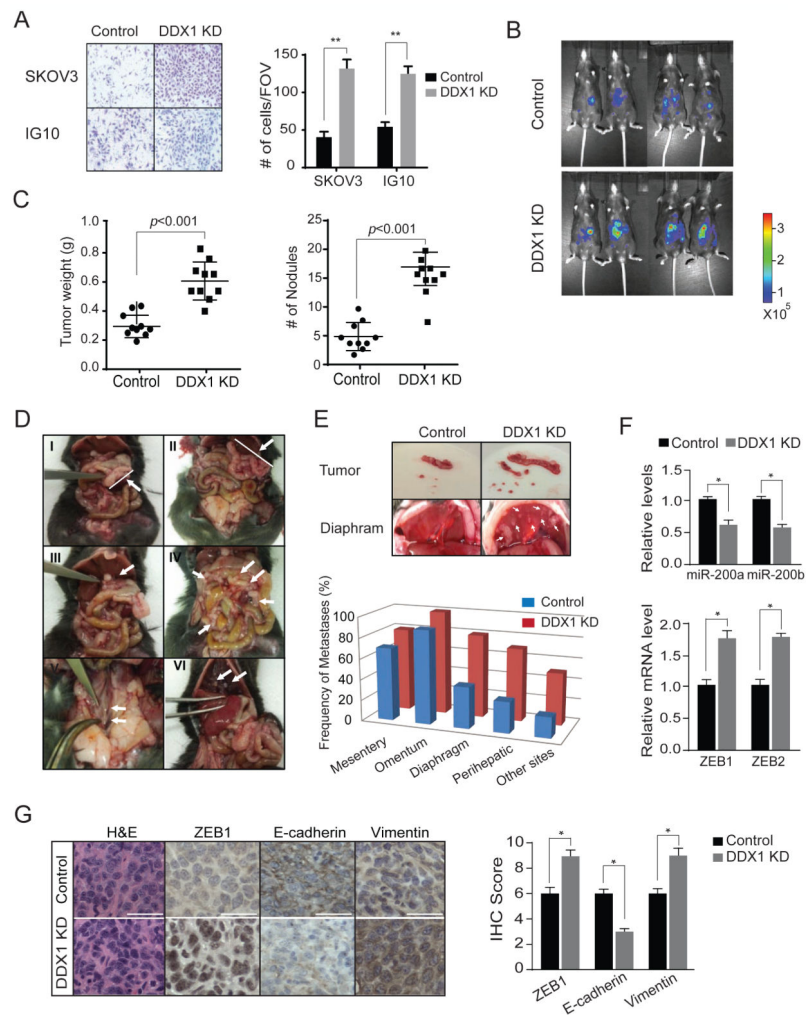 A
Control DDX1 KD
SKOV3
IG10
# of cells/FOV
150
100
50
0
**
**
Control
DDX1 KD
SKOV3 IG10
B
Control
DDX1 KD
3
2
1
X10⁵
C
Tumor weight (g)
1.0
0.8
0.6
0.4
0.2
0.0
p<0.001
Control DDX1 KD
# of Nodules
25
20
15
10
5
0
p<0.001
Control DDX1 KD
D
I
II
III
IV
V
VI
E
Control DDX1 KD
Tumor
Diaphram
Frequency of Metastases (%)
100
80
60
40
20
0
Control
DDX1 KD
Mesentery
Omentum
Diaphragm
Perihepatic
Other sites
F
Control DDX1 KD
Relative levels
1.5
1.0
0.5
0.0
*
*
miR-200a miR-200b
Relative mRNA level
2.0
1.5
1.0
0.5
0.0
*
*
ZEB1 ZEB2
G
H&E ZEB1 E-cadherin Vimentin
Control
DDX1 KD
IHC Score
10
8
6
4
2
0
*
*
*
Control
DDX1 KD
ZEB1
E-cadherin
Vimentin